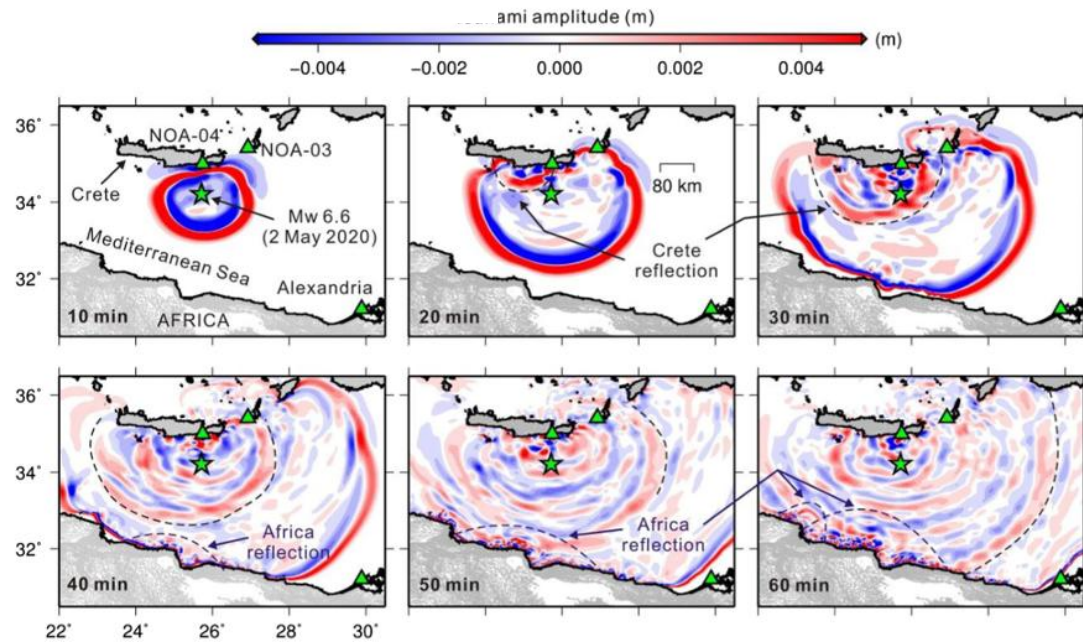 amplitude (m)
(m)
−0.004 −0.002 0.000 0.002 0.004
36°
34°
32°
NOA-04
NOA-03
Crete
Mw 6.6
(2 May 2020)
Mediterranean Sea
Alexandria
AFRICA
10 min
80 km
Crete
reflection
20 min
30 min
36°
34°
32°
Africa
reflection
40 min
Africa
reflection
50 min
60 min
22° 24° 26° 28° 30°